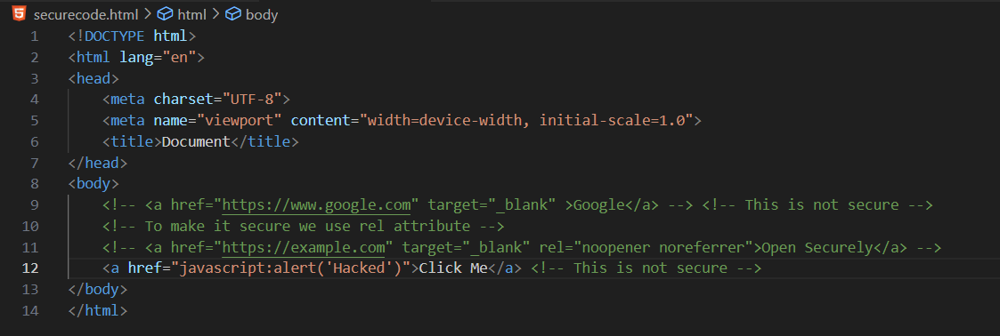 securecode.html > html > body
1 <!DOCTYPE html>
2 <html lang="en">
3 <head>
4     <meta charset="UTF-8">
5     <meta name="viewport" content="width=device-width, initial-scale=1.0">
6     <title>Document</title>
7 </head>
8 <body>
9     <!-- <a href="https://www.google.com" target="_blank" >Google</a> --> <!-- This is not secure -->
10     <!-- To make it secure we use rel attribute -->
11     <!-- <a href="https://example.com" target="_blank" rel="noopener noreferrer">Open Securely</a> -->
12     <a href="javascript:alert('Hacked')">Click Me</a> <!-- This is not secure -->
13 </body>
14 </html>